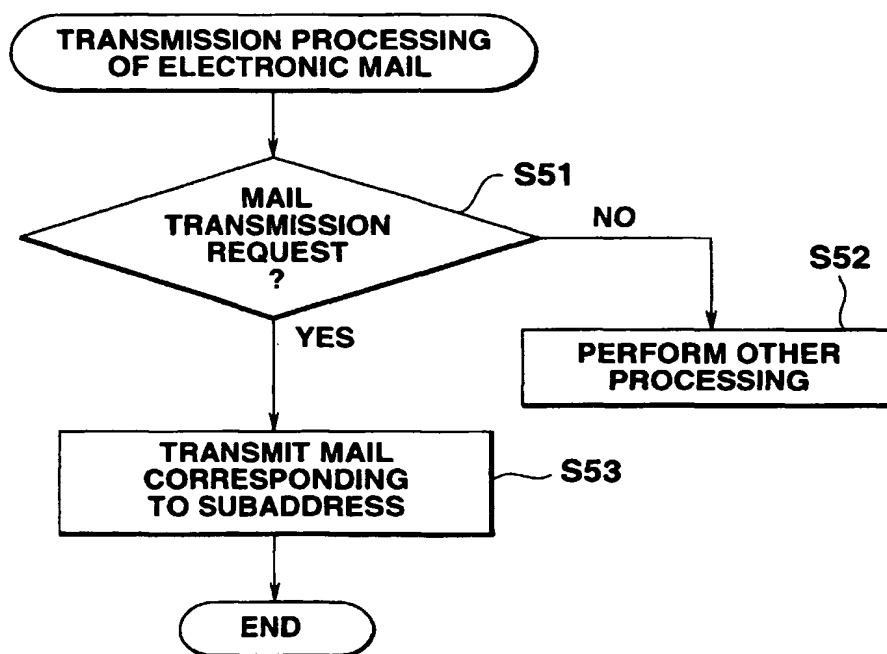 TRANSMISSION PROCESSING
OF ELECTRONIC MAIL
S51
MAIL
TRANSMISSION
REQUEST
?
NO
YES
S52
PERFORM OTHER
PROCESSING
TRANSMIT MAIL
CORRESPONDING
TO SUBADDRESS
S53
END